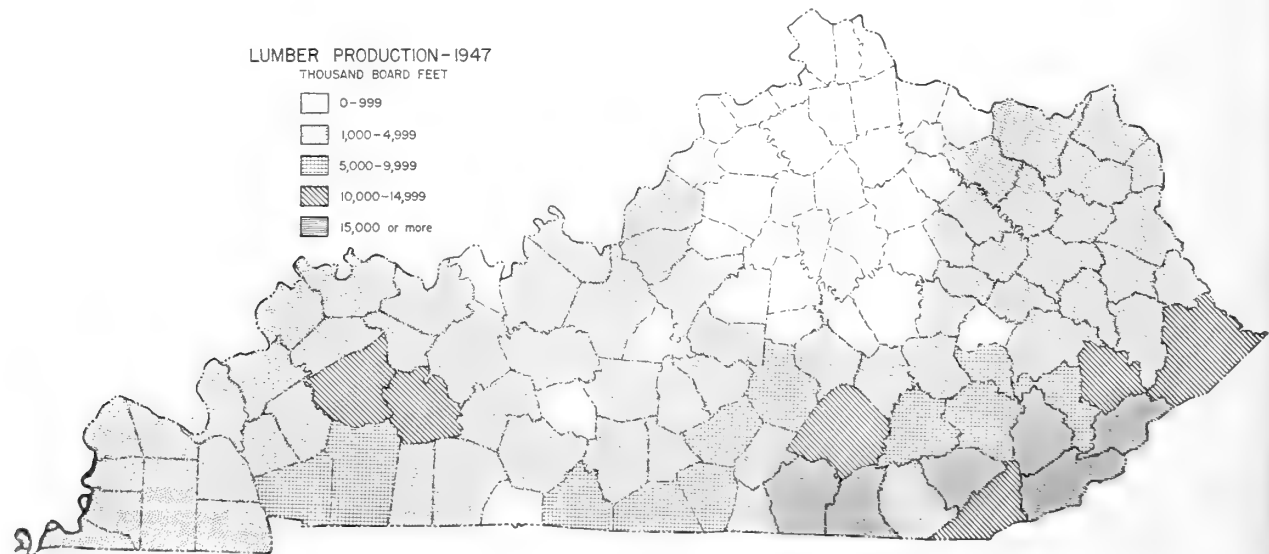 LUMBER PRODUCTION-1947
THOUSAND BOARD FEET
0-999
1,000-4,999
5,000-9,999
10,000-14,999
15,000 or more